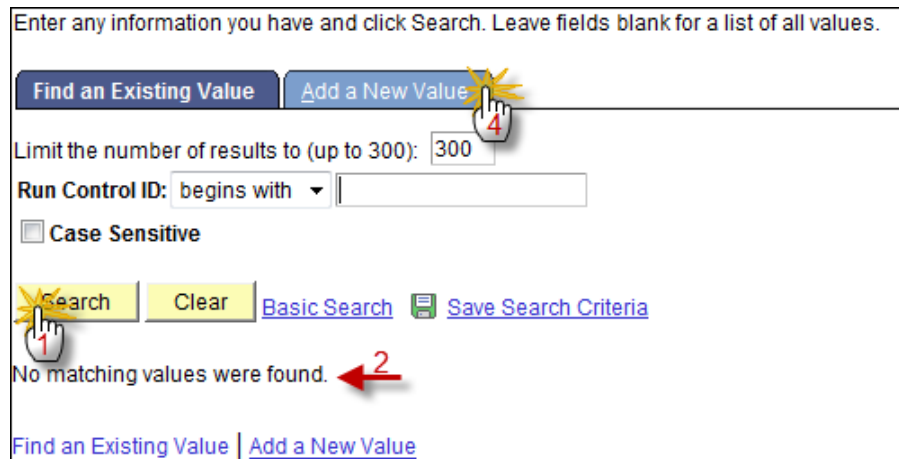 Enter any information you have and click Search. Leave fields blank for a list of all values.
Find an Existing Value Add a New Value
4
Limit the number of results to (up to 300): 300
Run Control ID: begins with
Case Sensitive
Search Clear Basic Search Save Search Criteria
1
No matching values were found. 2
Find an Existing Value | Add a New Value